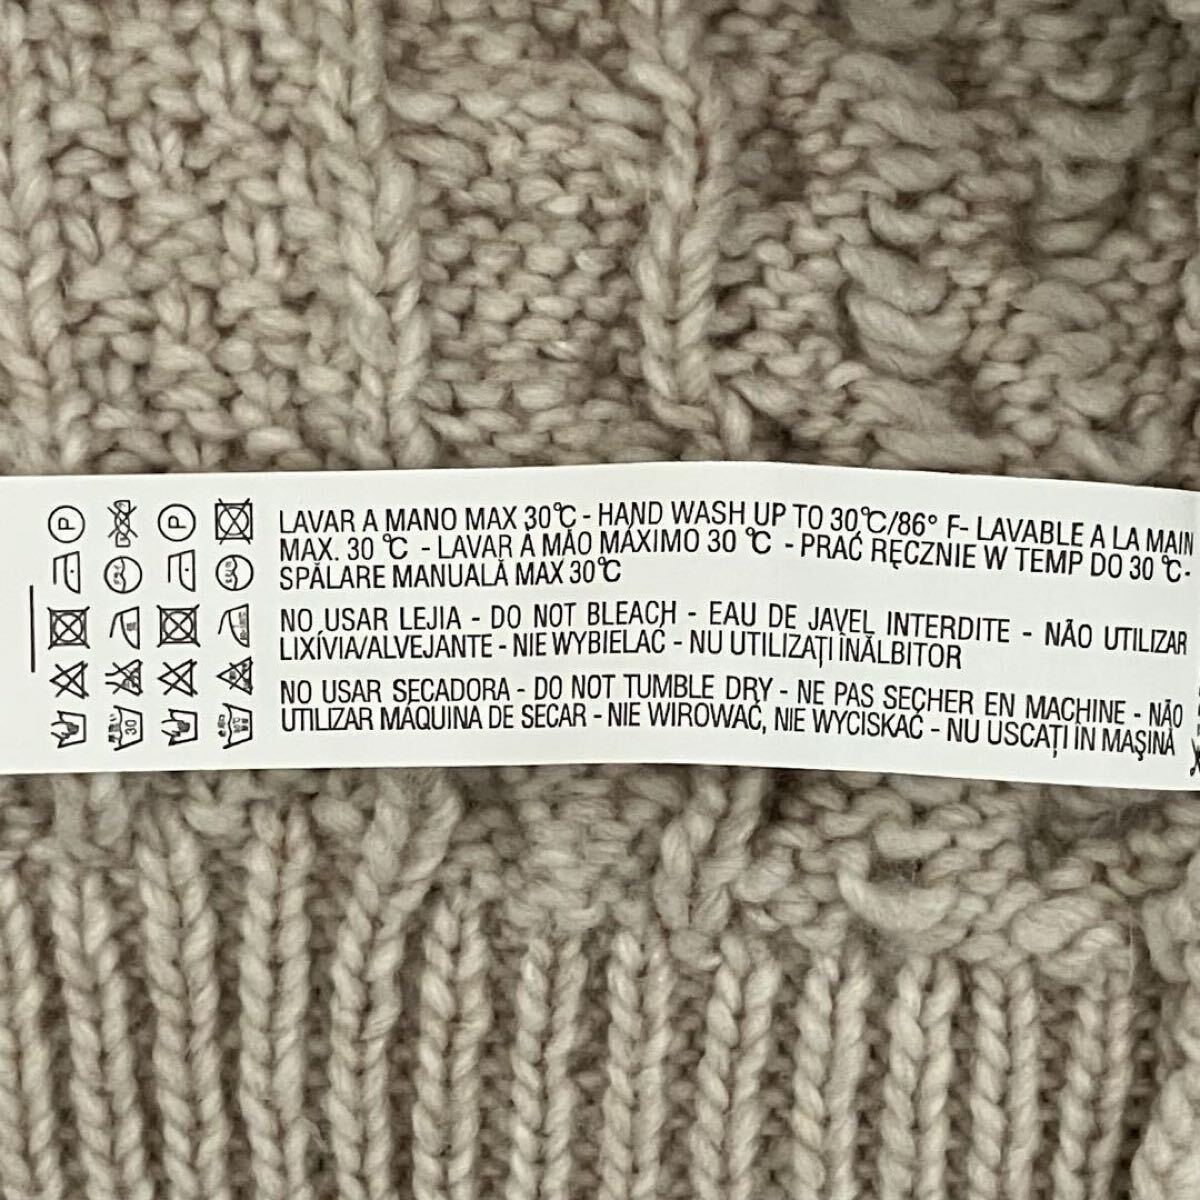 LAVAR A MANO MAX 30°C - HAND WASH UP TO 30°C/86° F- LAVABLE A LA MAIN
MAX. 30 °C - LAVAR À MÃO MÁXIMO 30 °C - PRAĆ RĘCZNIE W TEMP DO 30 °C-
SPĂLARE MANUALĂ MAX 30°C
NO USAR LEJIA - DO NOT BLEACH - EAU DE JAVEL INTERDITE - NÃO UTILIZAR
LIXÍVIA/ALVEJANTE - NIE WYBIELAĆ - NU UTILIZAȚI ÎNĂLBITOR
NO USAR SECADORA - DO NOT TUMBLE DRY - NE PAS SECHER EN MACHINE - NÃO
UTILIZAR MÁQUINA DE SECAR - NIE WIROWAĆ, NIE WYCISKAĆ - NU USCAȚI ÎN MAŞINĂ
P P
30